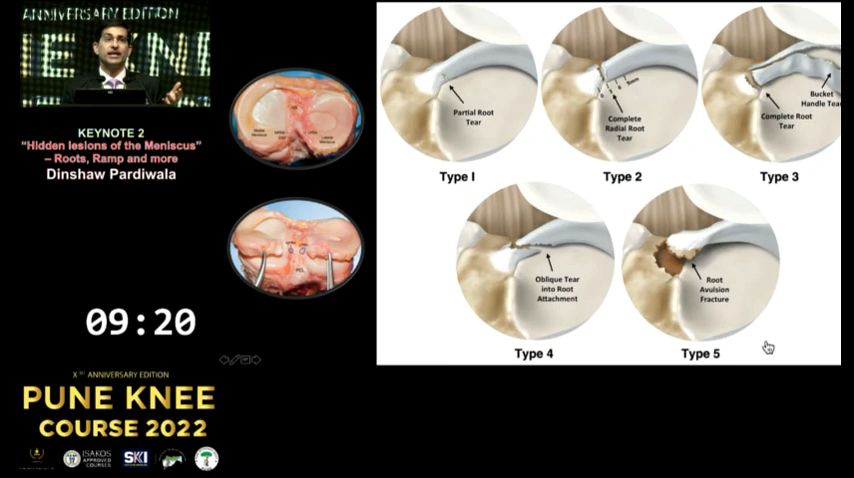 ANNIVERSARY EDITION
KEYNOTE 2
“Hidden lesions of the Meniscus”
– Roots, Ramp and more
Dinshaw Pardiwala
09:20
X TH ANNIVERSARY EDITION
PUNE KNEE
COURSE 2022
ISAKOS
APPROVED
COURSES
SKI
Partial Root
Tear
Type I
Complete
Radial Root
Tear
Type 2
Bucket
Handle Tear
Complete Root
Tear
Type 3
Oblique Tear
into Root
Attachment
Type 4
Root
Avulsion
Fracture
Type 5